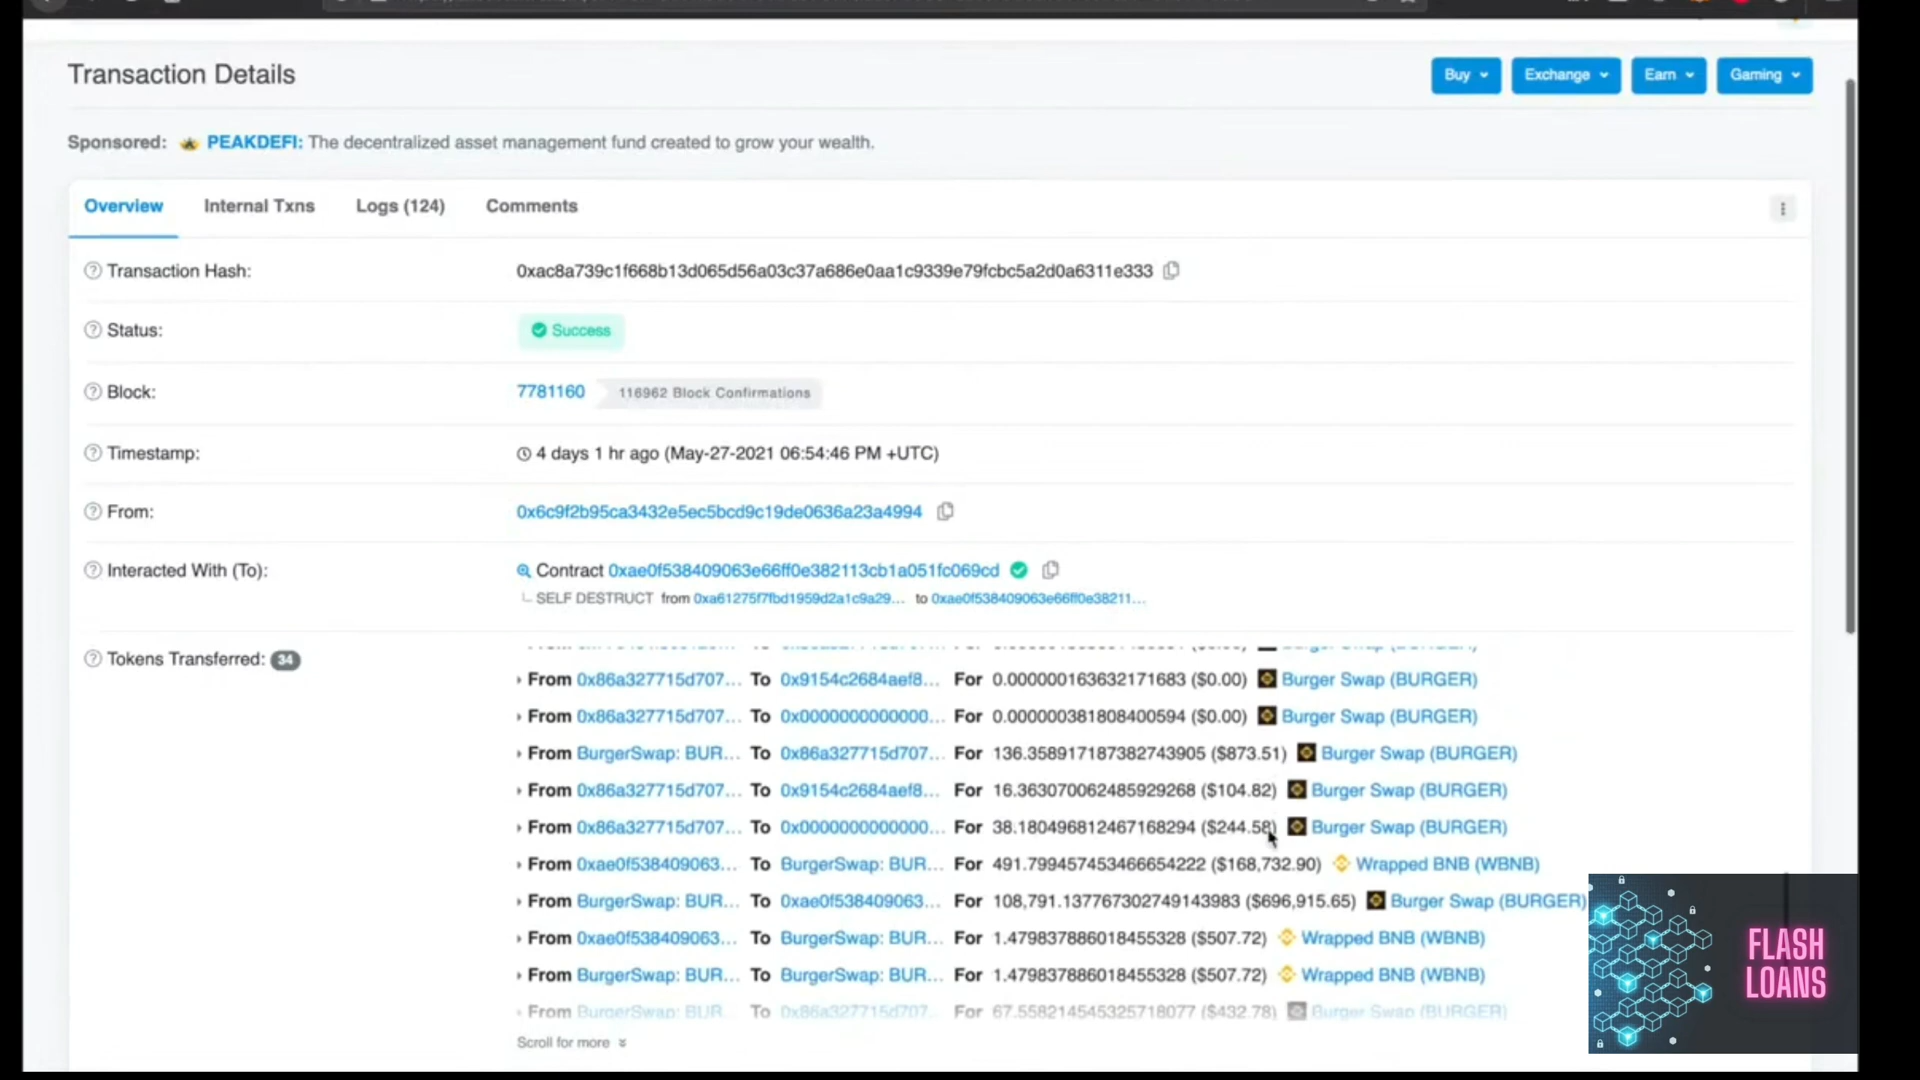 Transaction Details
Buy Exchange Earn Gaming
Sponsored: PEAKDEFI: The decentralized asset management fund created to grow your wealth.
Overview Internal Txns Logs (124) Comments
Transaction Hash: 0xac8a739c1f668b13d065d56a03c37a686e0aa1c9339e79fcbc5a2d0a6311e333
Status: Success
Block: 7781160 116962 Block Confirmations
Timestamp: 4 days 1 hr ago (May-27-2021 06:54:46 PM +UTC)
From: 0x6c9f2b95ca3432e5ec5bcd9c19de0636a23a4994
Interacted With (To): Contract 0xae0f538409063e66ff0e382113cb1a051fc069cd
SELF DESTRUCT from 0xa61275f7fbd1959d2a1c9a29... to 0xae0f538409063e66ff0e38211...
Tokens Transferred: 34
From 0x86a327715d707... To 0x9154c2684aef8... For 0.000000163632171683 ($0.00) Burger Swap (BURGER)
From 0x86a327715d707... To 0x0000000000000... For 0.000000381808400594 ($0.00) Burger Swap (BURGER)
From BurgerSwap: BUR... To 0x86a327715d707... For 136.358917187382743905 ($873.51) Burger Swap (BURGER)
From 0x86a327715d707... To 0x9154c2684aef8... For 16.363070062485929268 ($104.82) Burger Swap (BURGER)
From 0x86a327715d707... To 0x0000000000000... For 38.180496812467168294 ($244.58) Burger Swap (BURGER)
From 0xae0f538409063... To BurgerSwap: BUR... For 491.799457453466654222 ($168,732.90) Wrapped BNB (WBNB)
From BurgerSwap: BUR... To 0xae0f538409063... For 108,791.137767302749143983 ($696,915.65) Burger Swap (BURGER)
From 0xae0f538409063... To BurgerSwap: BUR... For 1.479837886018455328 ($507.72) Wrapped BNB (WBNB)
From BurgerSwap: BUR... To BurgerSwap: BUR... For 1.479837886018455328 ($507.72) Wrapped BNB (WBNB)
From BurgerSwap: BUR... To 0x86a327715d707... For 67.558214545325718077 ($432.78) Burger Swap (BURGER)
Scroll for more
FLASH
LOANS